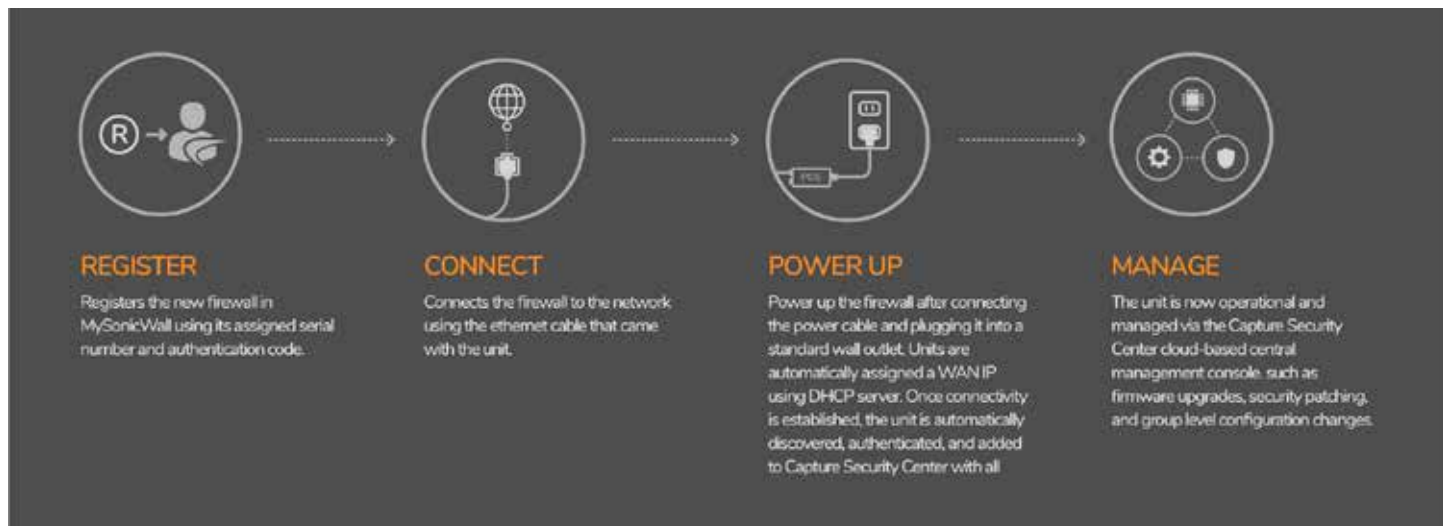 R
PCS
REGISTER
Registers the new firewall in
MySonicWall using its assigned serial
number and authentication code.
CONNECT
Connects the firewall to the network
using the ethernet cable that came
with the unit.
POWER UP
Power up the firewall after connecting
the power cable and plugging it into a
standard wall outlet. Units are
automatically assigned a WAN IP
using DHCP server. Once connectivity
is established, the unit is automatically
discovered, authenticated, and added
to Capture Security Center with all
MANAGE
The unit is now operational and
managed via the Capture Security
Center cloud-based central
management console. such as
firmware upgrades, security patching,
and group level configuration changes.